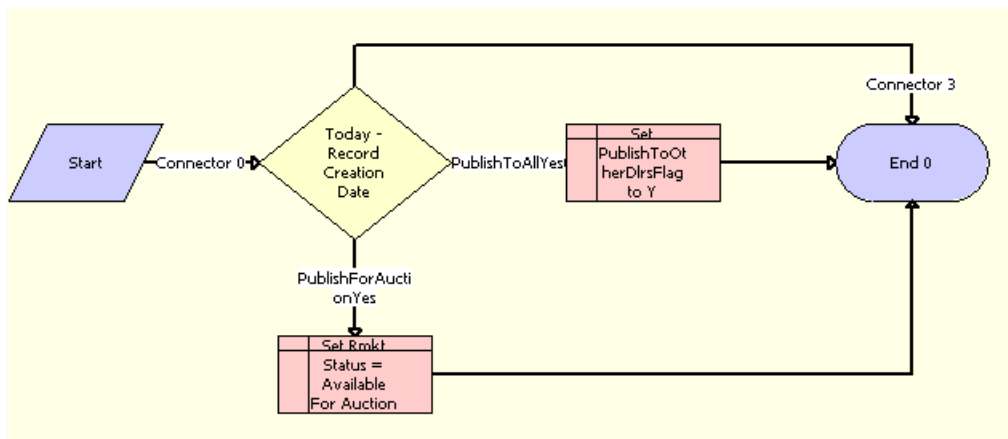 Connector 3
Start
Connector 0
Today -
Record
Creation
Date
PublishToAllYes
Set
PublishToOt
herDlrsFlag
to Y
End 0
PublishForAucti
onYes
Set Rmkt
Status =
Available
For Auction